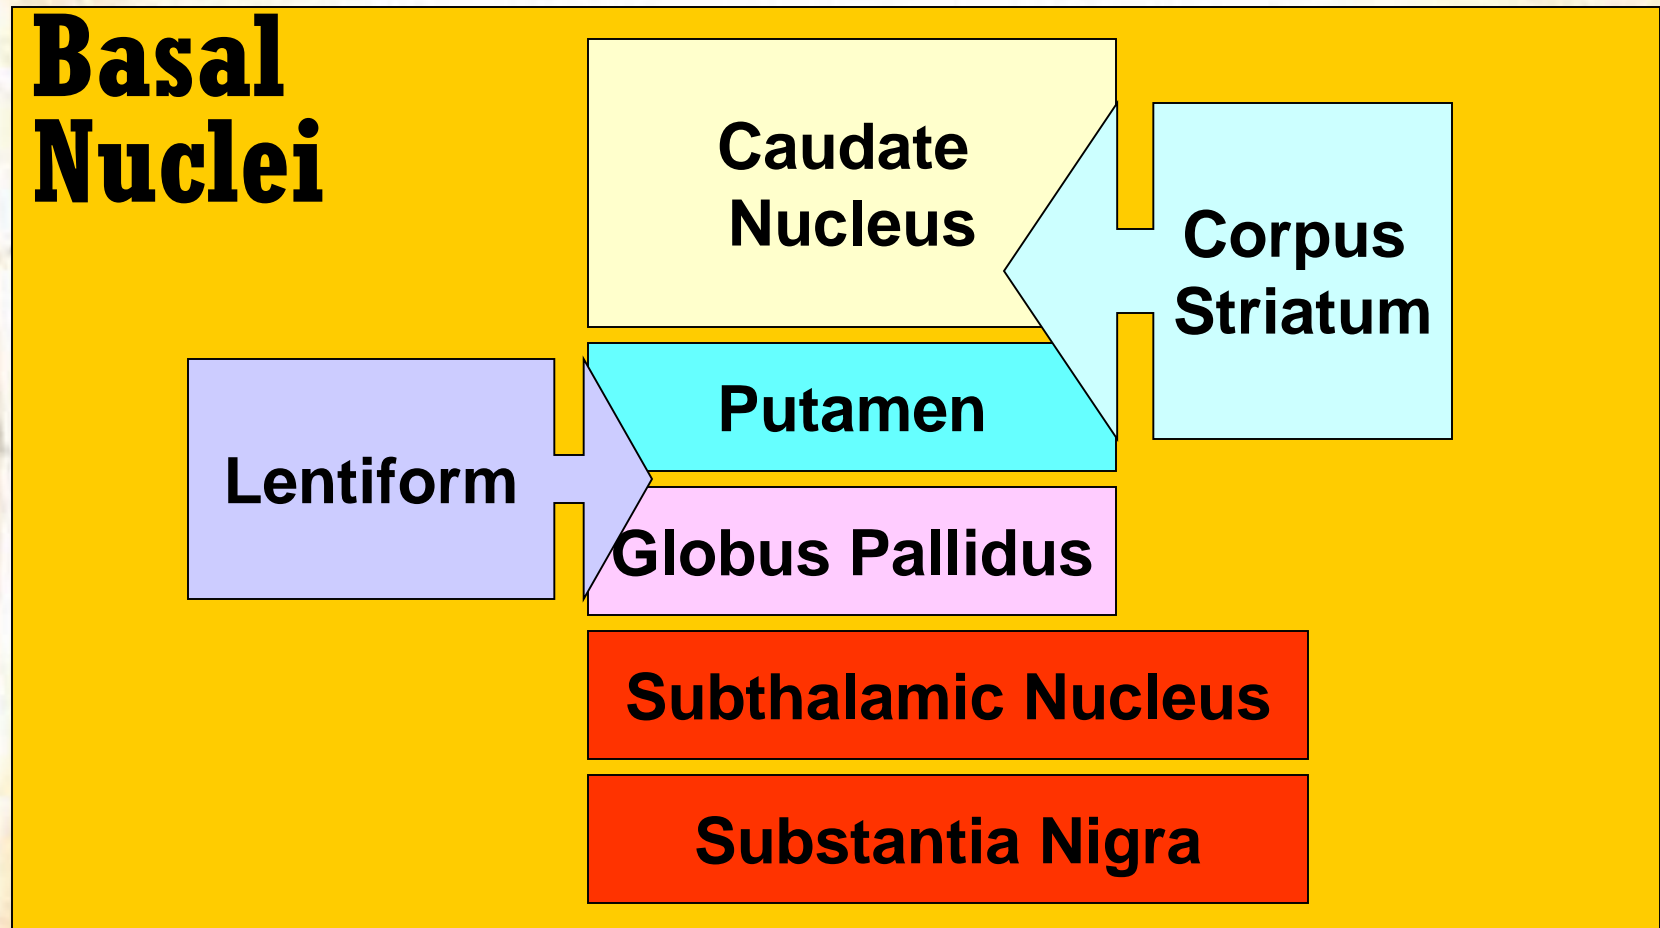 Basal
Nuclei
Caudate
Nucleus
Corpus
Striatum
Putamen
Lentiform
Globus Pallidus
Subthalamic Nucleus
Substantia Nigra